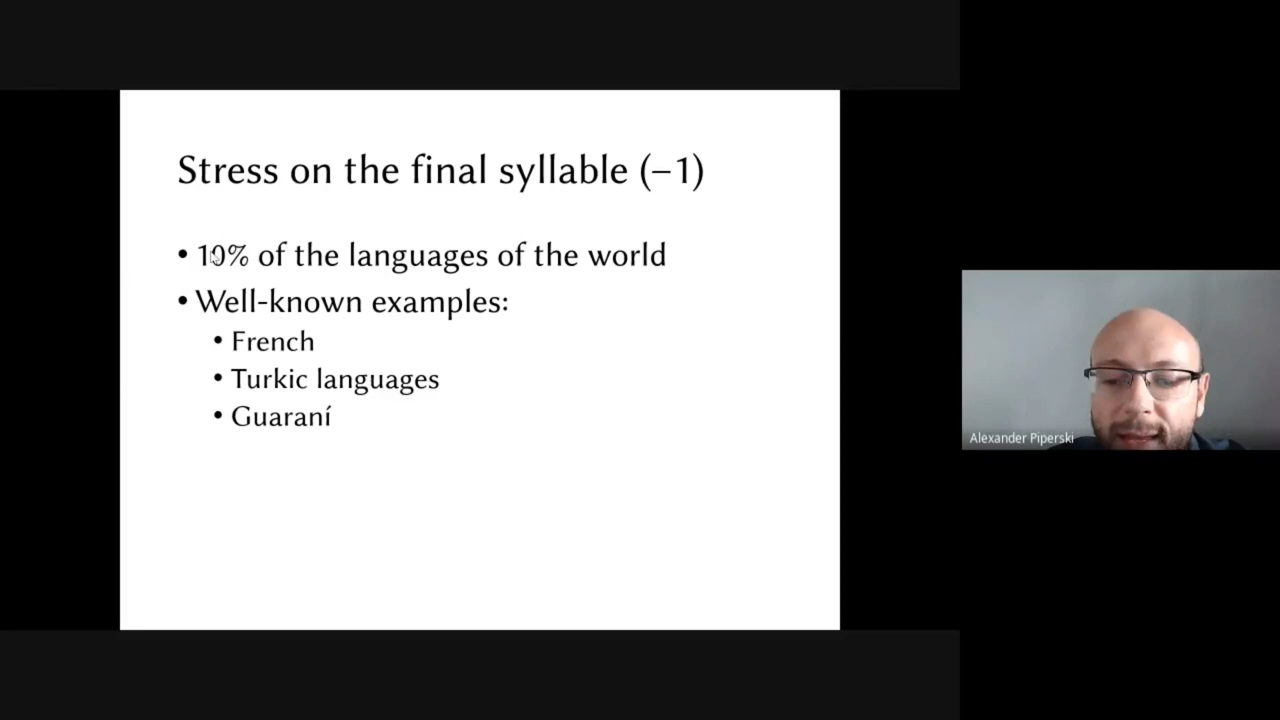 Stress on the final syllable (−1)
• 10% of the languages of the world
• Well-known examples:
• French
• Turkic languages
• Guaraní
Alexander Piperski